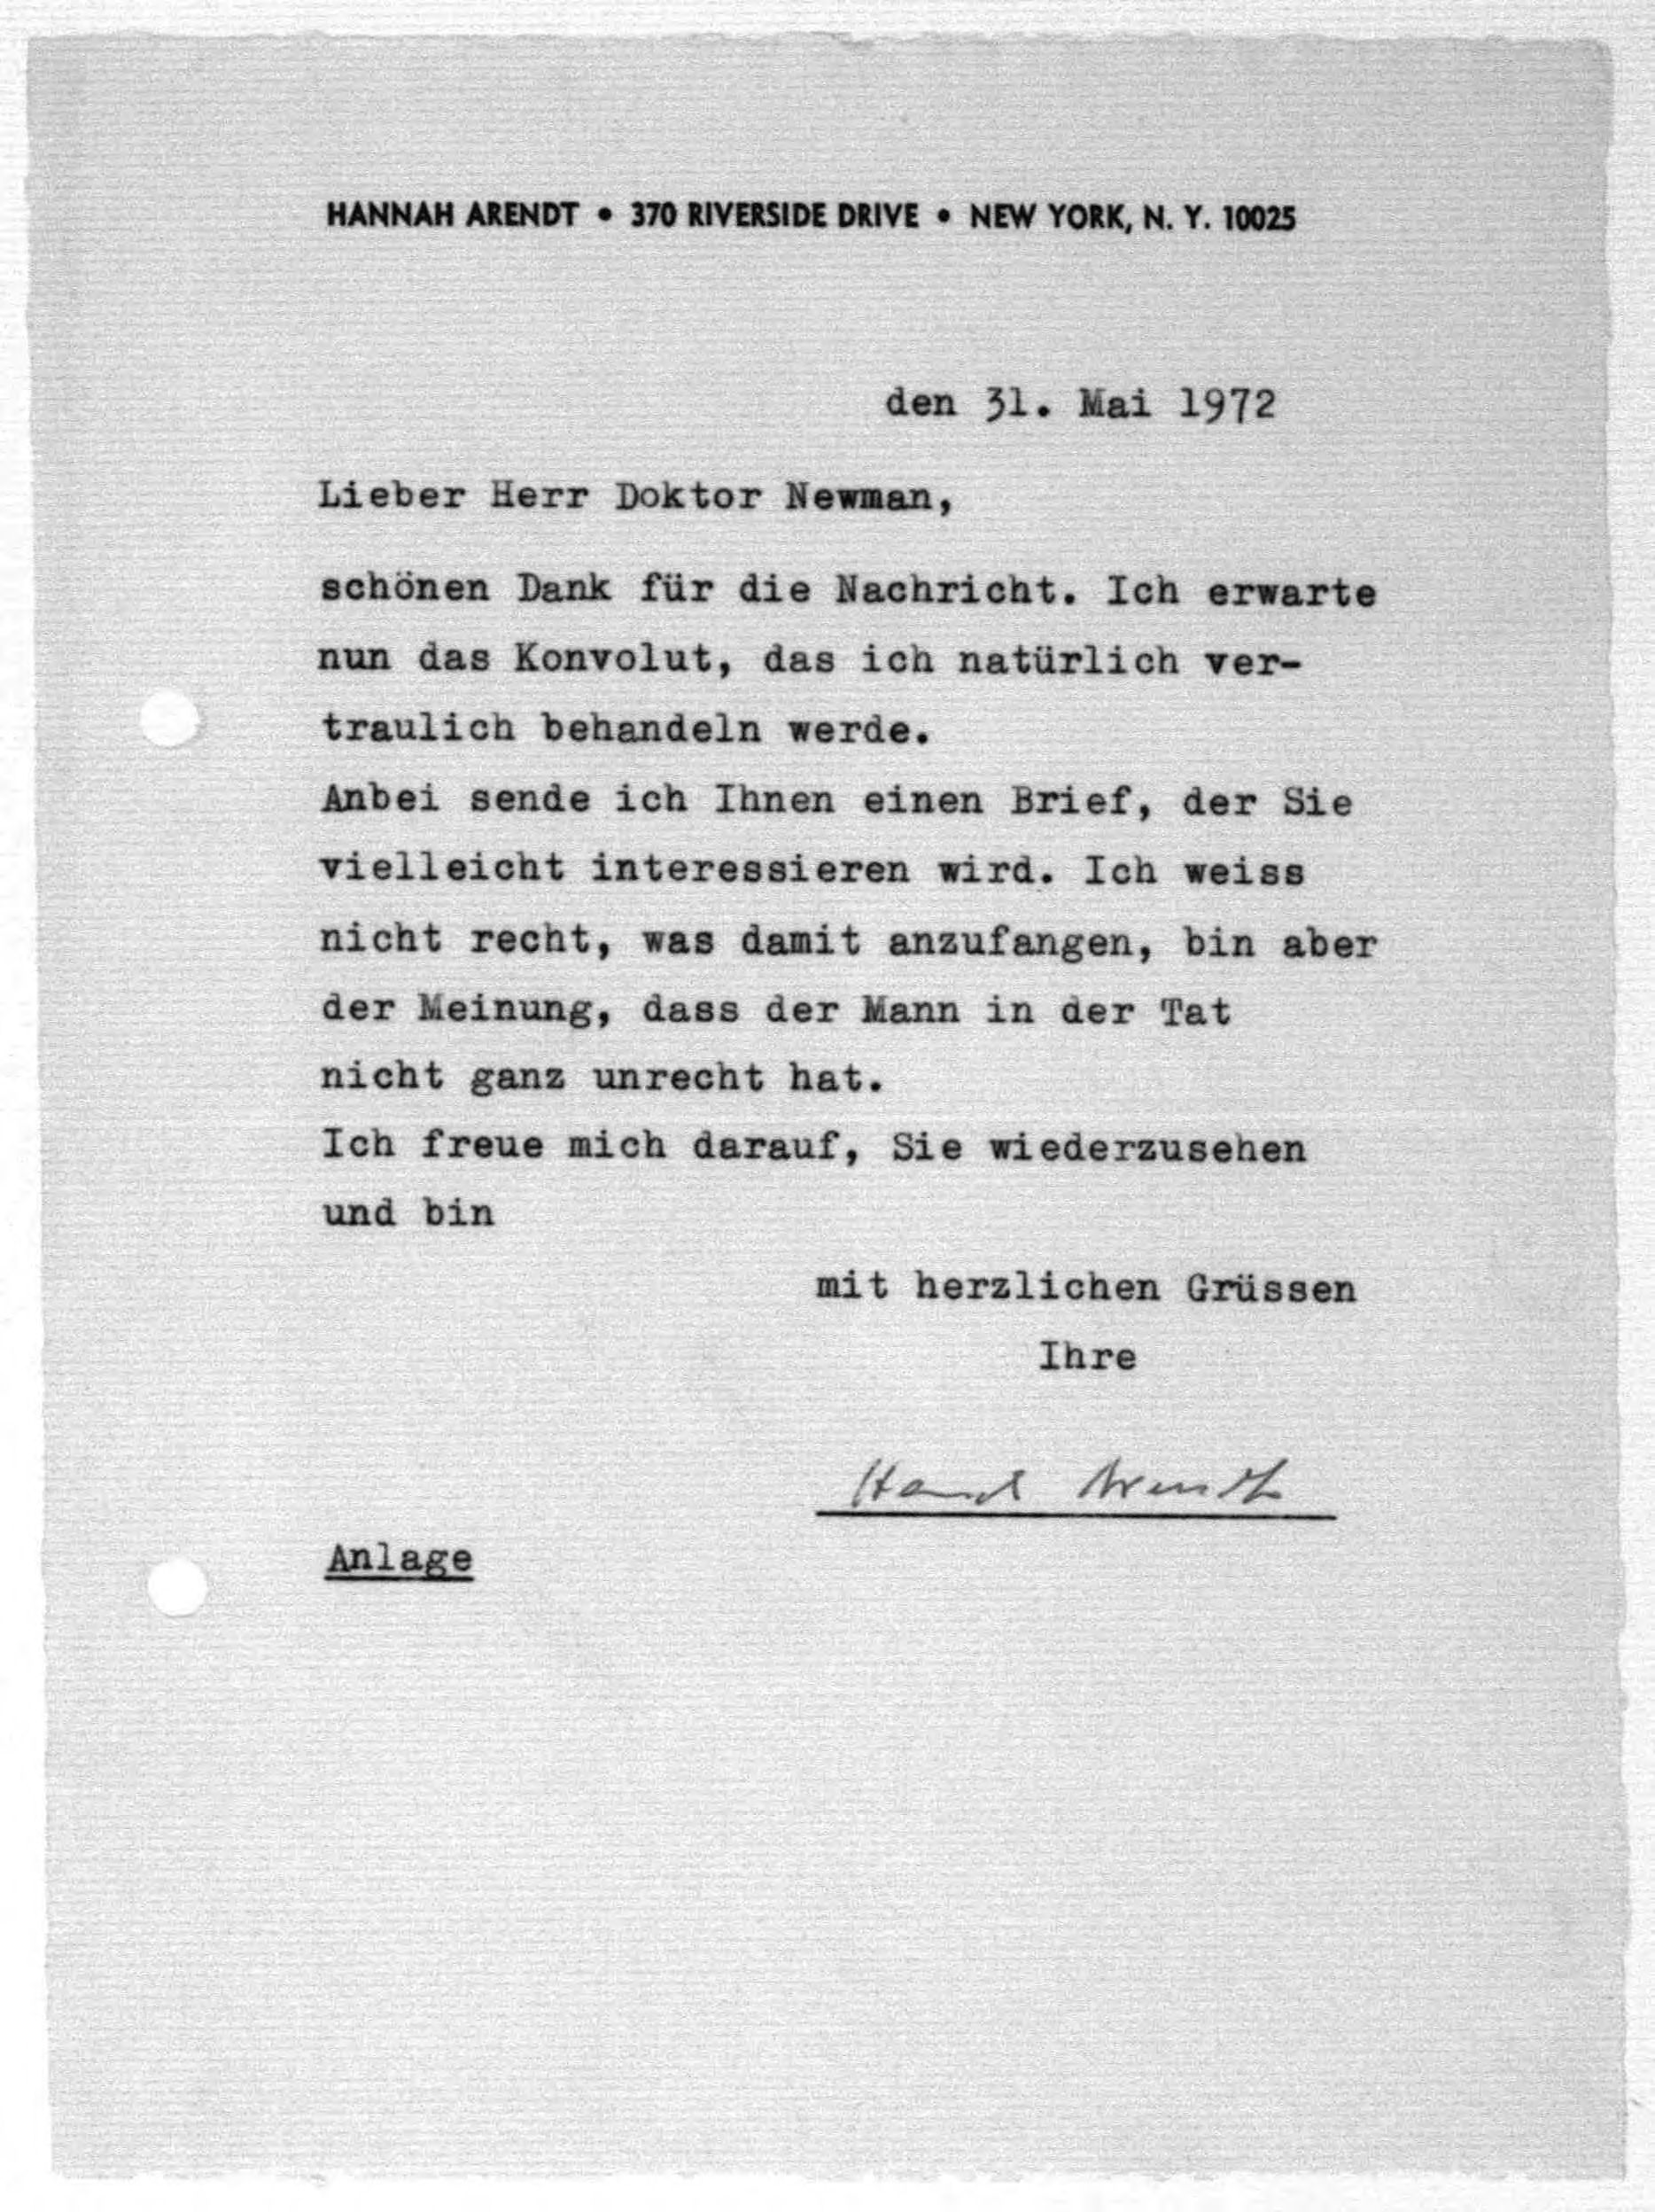 HANNAH ARENDT • 370 RIVERSIDE DRIVE • NEW YORK, N. Y. 10025
den 31. Mai 1972
Lieber Herr Doktor Newman,
schönen Dank für die Nachricht. Ich erwarte
nun das Konvolut, das ich natürlich ver-
traulich behandeln werde.
Anbei sende ich Ihnen einen Brief, der Sie
vielleicht interessieren wird. Ich weiss
nicht recht, was damit anzufangen, bin aber
der Meinung, dass der Mann in der Tat
nicht ganz unrecht hat.
Ich freue mich darauf, Sie wiederzusehen
und bin
mit herzlichen Grüssen
Ihre
Hannah Arendt
Anlage